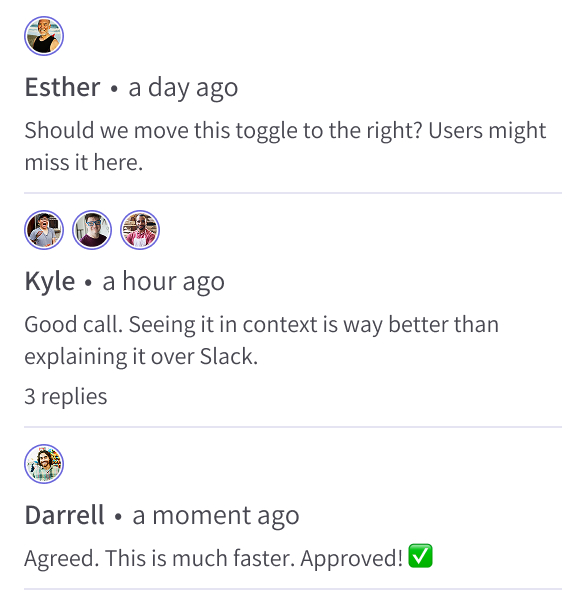 Esther • a day ago
Should we move this toggle to the right? Users might
miss it here.
Kyle • a hour ago
Good call. Seeing it in context is way better than
explaining it over Slack.
3 replies
Darrell • a moment ago
Agreed. This is much faster. Approved! ✅